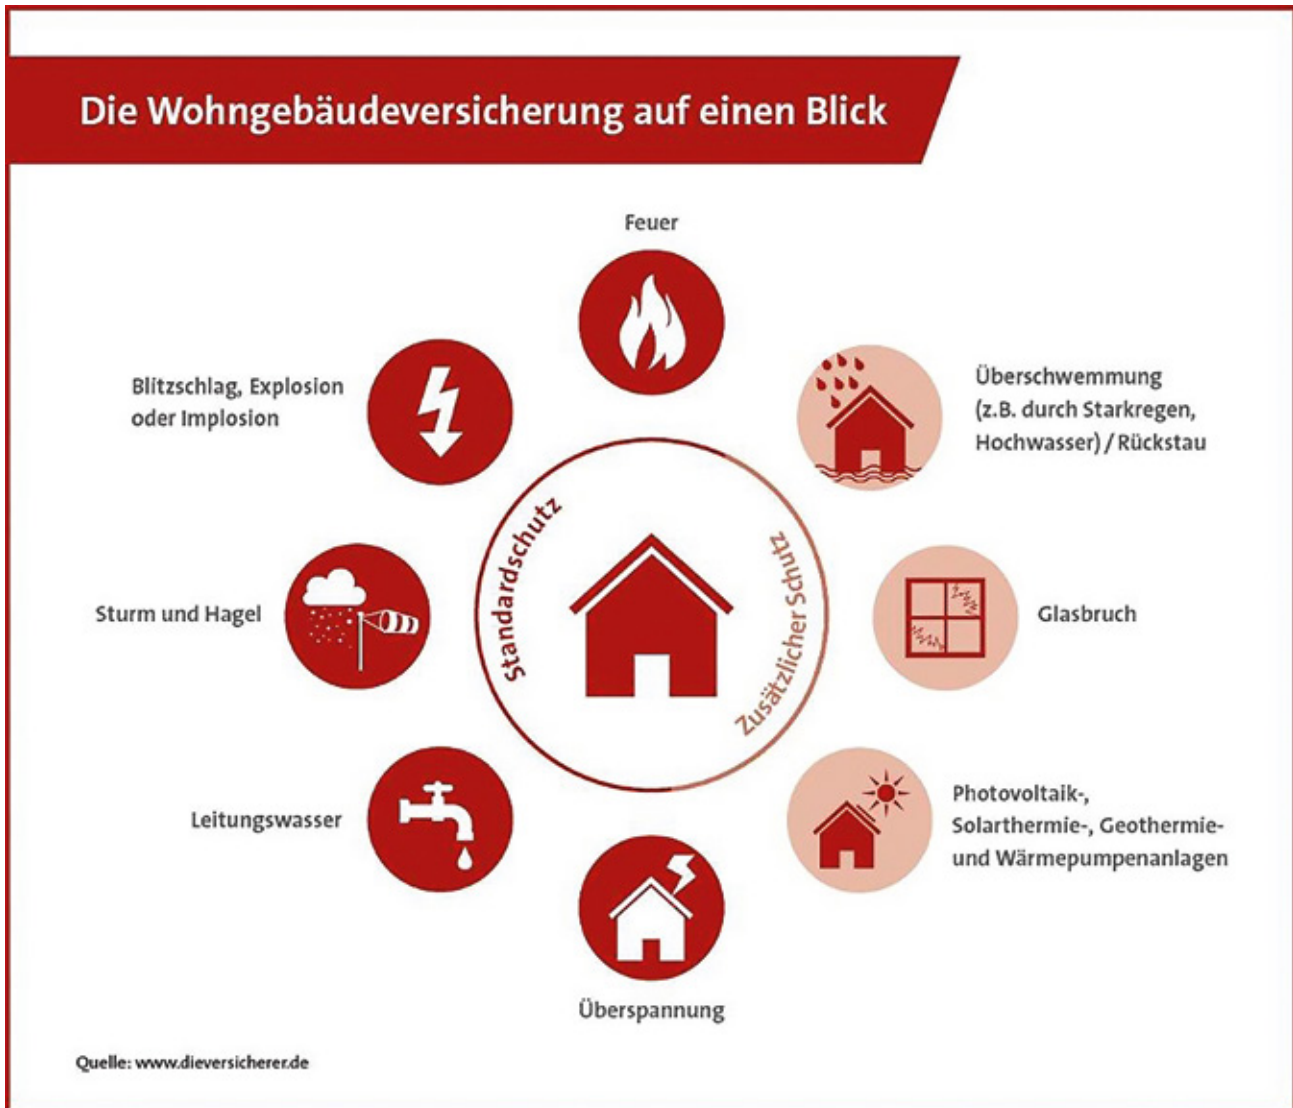 Die Wohngebäudeversicherung auf einen Blick
Feuer
Blitzschlag, Explosion
oder Implosion
Überschwemmung
(z.B. durch Starkregen,
Hochwasser) / Rückstau
Standardschutz
Zusätzlicher Schutz
Sturm und Hagel
Glasbruch
Leitungswasser
Photovoltaik-,
Solarthermie-, Geothermie-
und Wärmepumpenanlagen
Überspannung
Quelle: www.dieversicherer.de